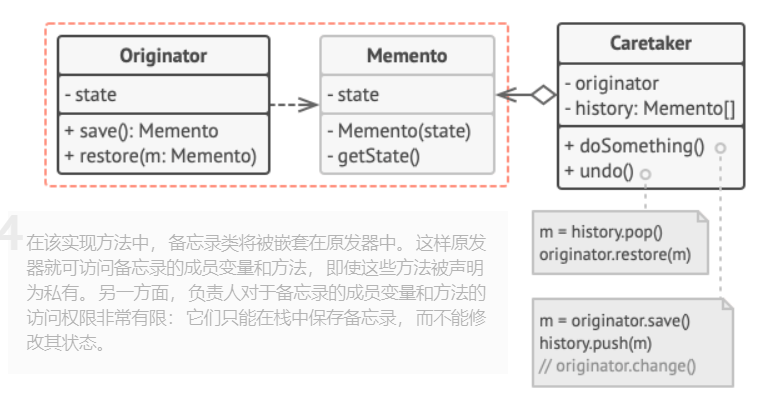 Originator
- state
+ save(): Memento
+ restore(m: Memento)
Memento
- state
- Memento(state)
- getState()
Caretaker
- originator
- history: Memento[]
+ doSomething()
+ undo()
m = history.pop()
originator.restore(m)
m = originator.save()
history.push(m)
// originator.change()
4
在该实现方法中，备忘录类将被嵌套在原发器中。这样原发
器就可访问备忘录的成员变量和方法，即使这些方法被声明
为私有。另一方面，负责人对于备忘录的成员变量和方法的
访问权限非常有限：它们只能在栈中保存备忘录，而不能修
改其状态。